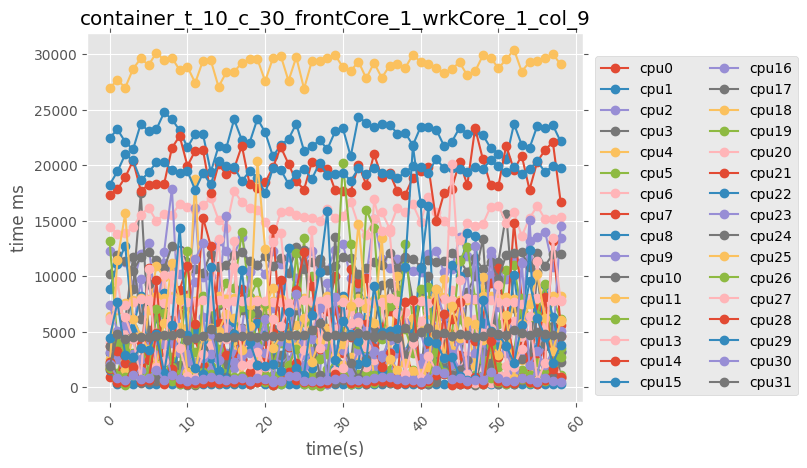 container_t_10_c_30_frontCore_1_wrkCore_1_col_9
30000
25000
20000
15000
10000
5000
0
time ms
0
10
20
30
40
50
60
time(s)
cpu0
cpu1
cpu2
cpu3
cpu4
cpu5
cpu6
cpu7
cpu8
cpu9
cpu10
cpu11
cpu12
cpu13
cpu14
cpu15
cpu16
cpu17
cpu18
cpu19
cpu20
cpu21
cpu22
cpu23
cpu24
cpu25
cpu26
cpu27
cpu28
cpu29
cpu30
cpu31